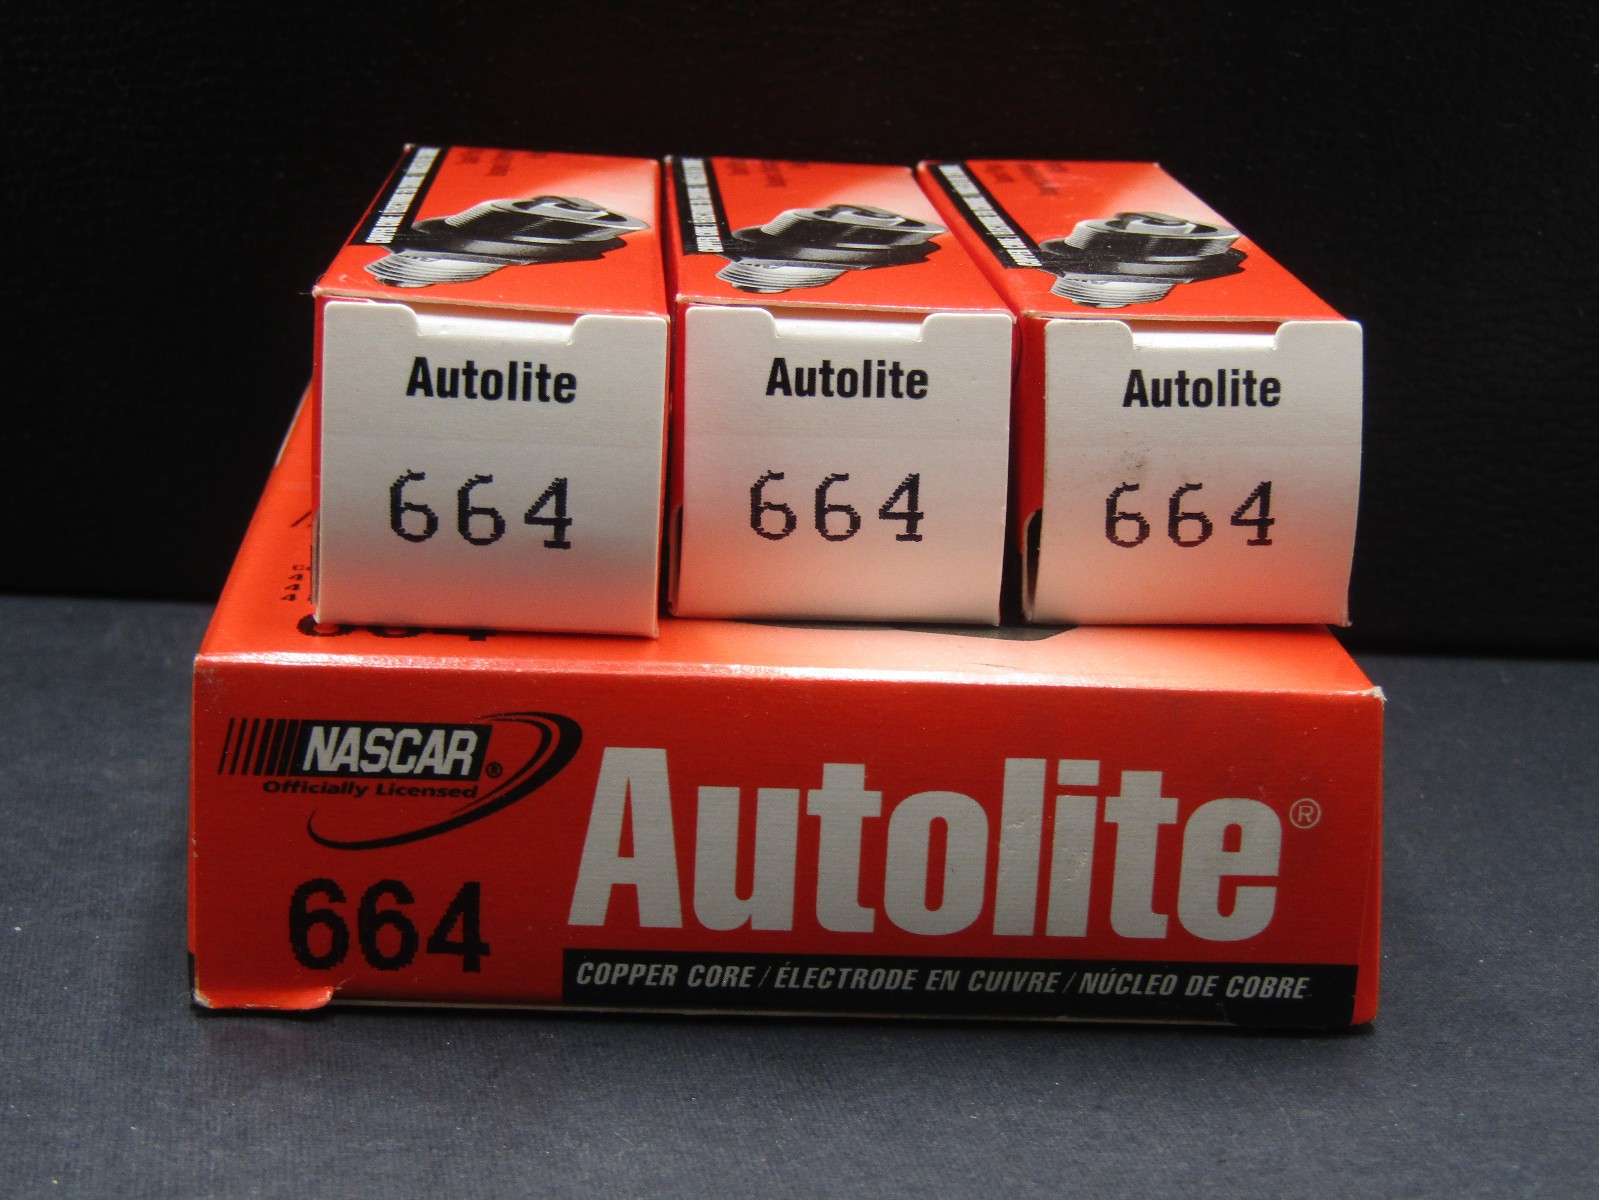 Autolite
664
Autolite
664
Autolite
664
664
NASCAR®
Officially Licensed
664
Autolite®
COPPER CORE / ÉLECTRODE EN CUIVRE / NÚCLEO DE COBRE